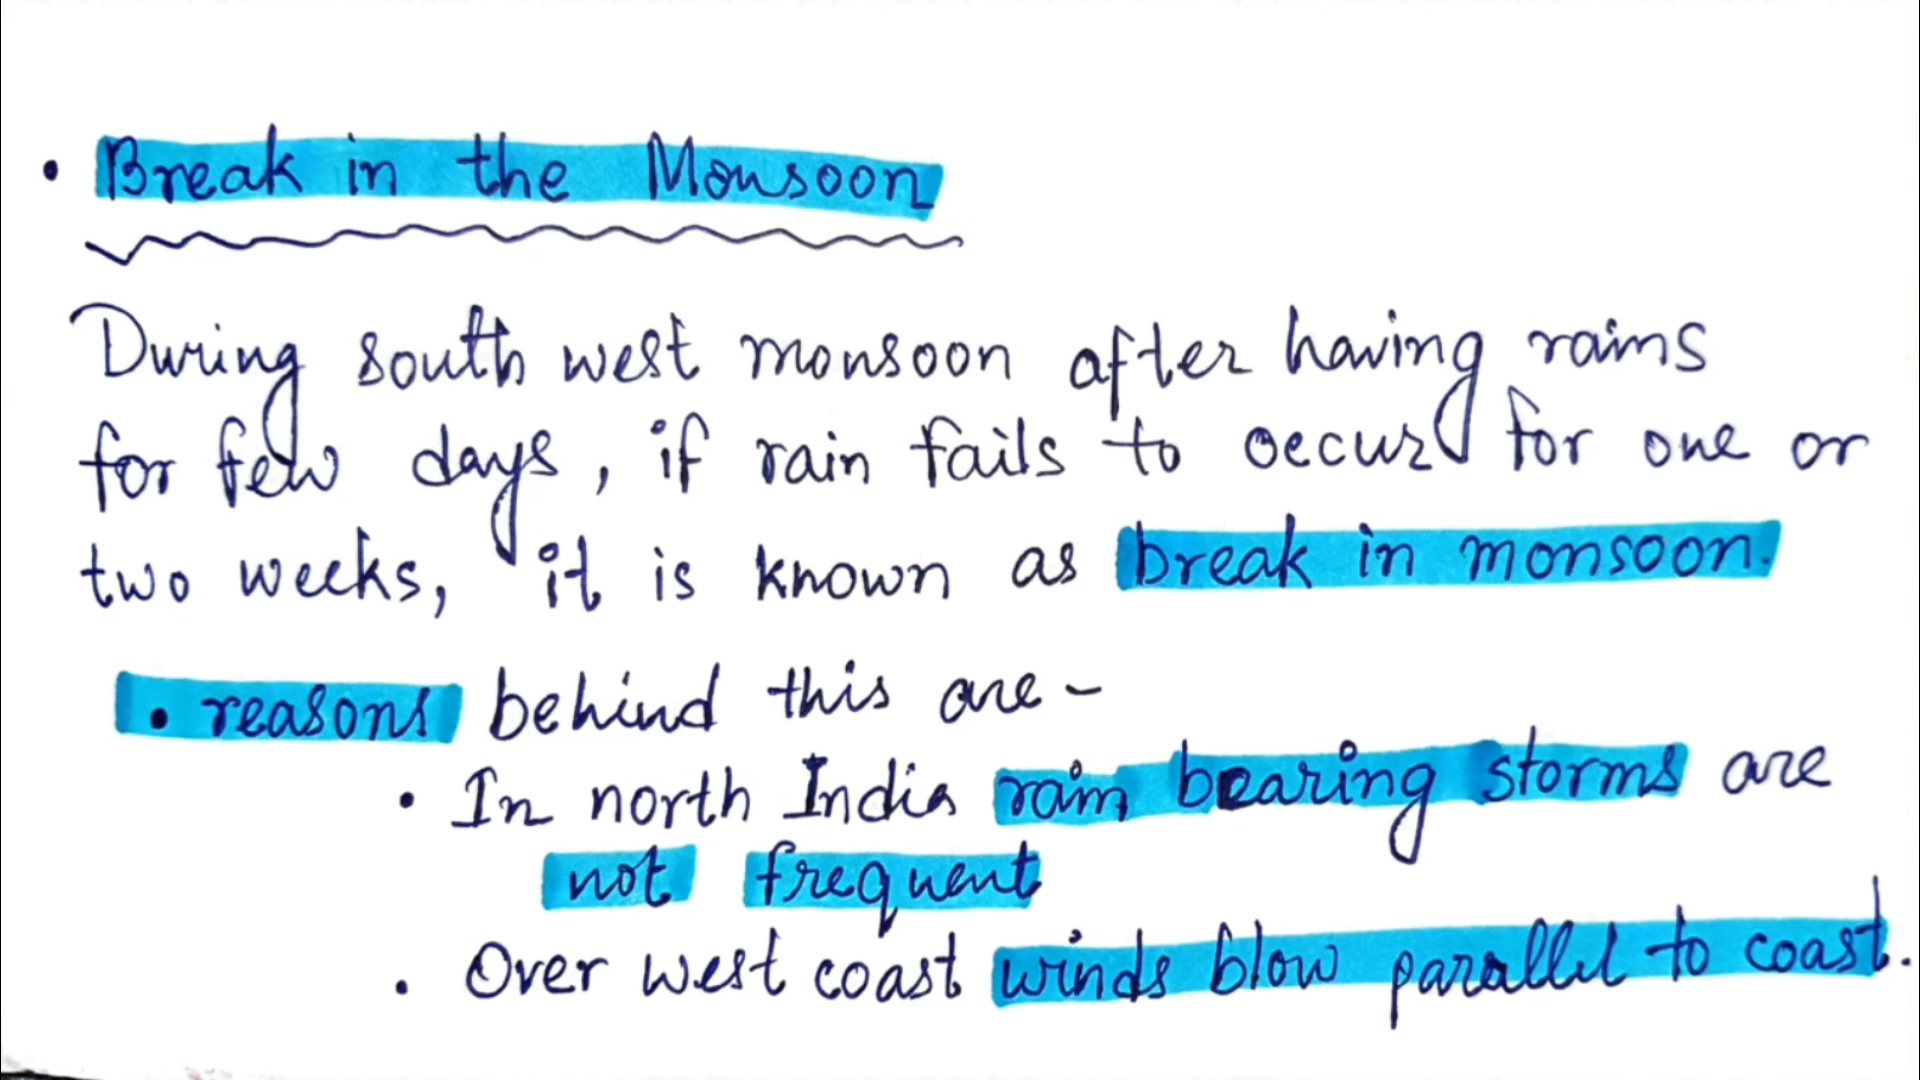 • Break in the Monsoon
During south west monsoon after having rains
for few days, if rain fails to occur for one or
two weeks, it is known as break in monsoon.
• reasons behind this are -
• In north India rain bearing storms are
not frequent
• Over west coast winds blow parallel to coast.